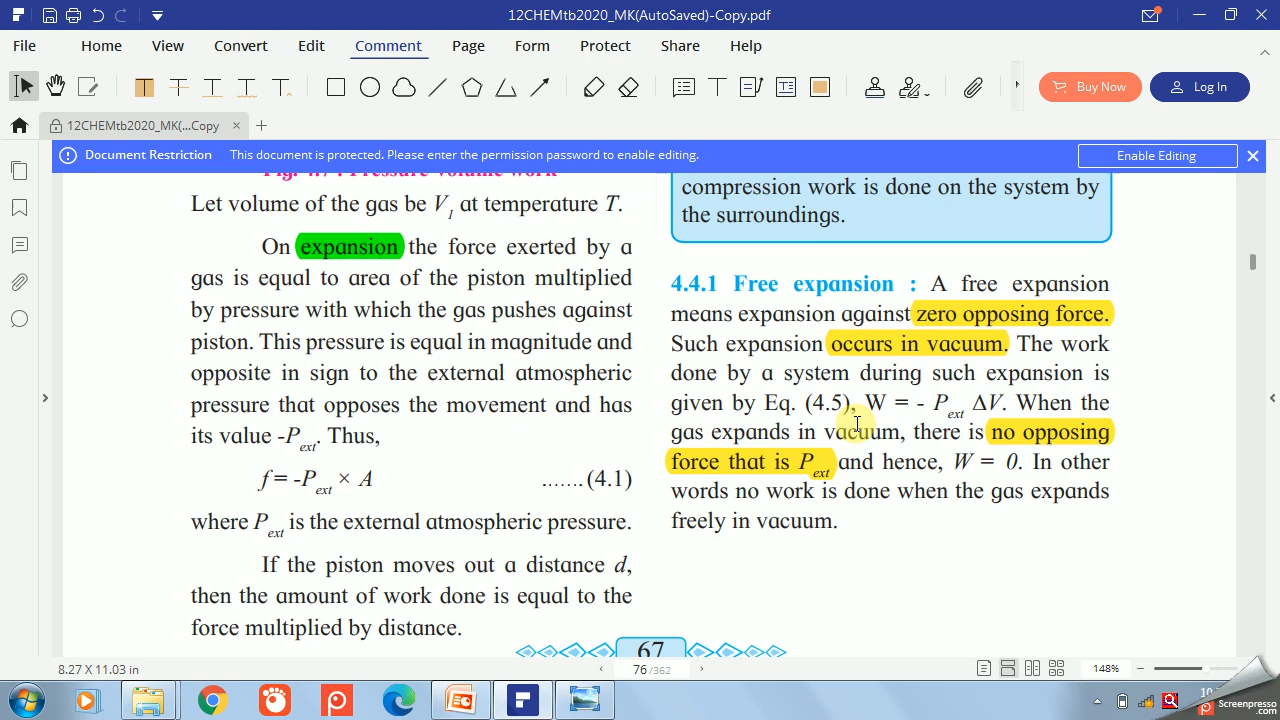 12CHEMtb2020_MK(AutoSaved)-Copy.pdf
File Home View Convert Edit Comment Page Form Protect Share Help
Buy Now
Log In
12CHEMtb2020_MK(...Copy
Document Restriction This document is protected. Please enter the permission password to enable editing.
Enable Editing
Fig. 4.7 : Pressure volume work
Let volume of the gas be V1 at temperature T.
On expansion the force exerted by a
gas is equal to area of the piston multiplied
by pressure with which the gas pushes against
piston. This pressure is equal in magnitude and
opposite in sign to the external atmospheric
pressure that opposes the movement and has
its value -Pext. Thus,
f = -Pext × A ......(4.1)
where Pext is the external atmospheric pressure.
If the piston moves out a distance d,
then the amount of work done is equal to the
force multiplied by distance.
compression work is done on the system by
the surroundings.
4.4.1 Free expansion : A free expansion
means expansion against zero opposing force.
Such expansion occurs in vacuum. The work
done by a system during such expansion is
given by Eq. (4.5), W = - Pext ΔV. When the
gas expands in vacuum, there is no opposing
force that is Pext and hence, W = 0. In other
words no work is done when the gas expands
freely in vacuum.
67
8.27 X 11.03 in
76 /362
148%
Screenpresso
.com